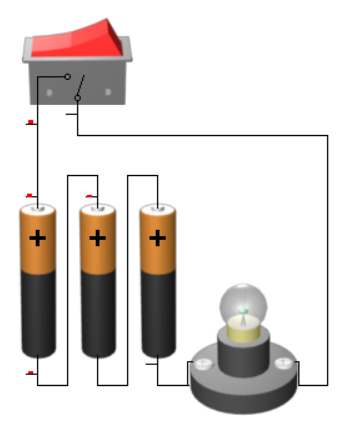 + + +